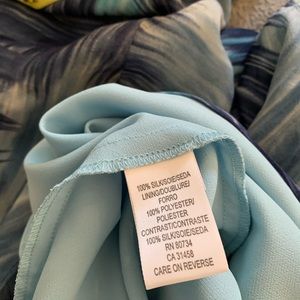 100% SILK/SOIE/SEDA
LINING/DOUBLURE/
FORRO
100% POLYESTER/
POLIESTER
CONTRAST/CONTRASTE
100% SILK/SOIE/SEDA
RN 80734
CA 31458
CARE ON REVERSE